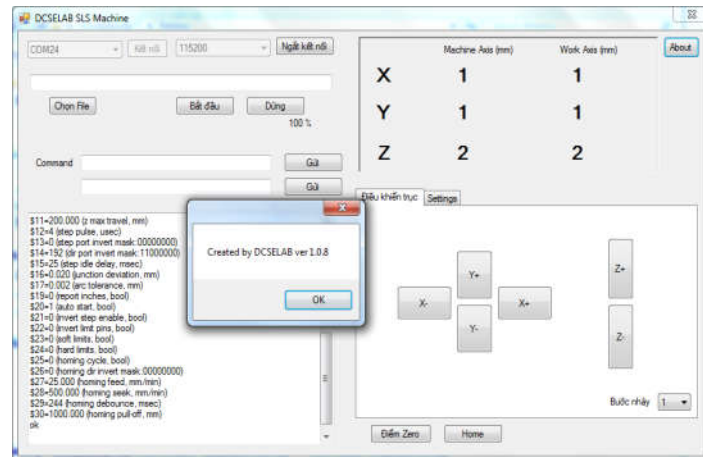 DCSELAB SLS Machine
COM24 Kết nối 115200 Ngắt kết nối
Chọn File Bắt đầu Dừng
100 %
Command Gửi
Gửi
Machine Axis (mm) Work Axis (mm) About
X 1 1
Y 1 1
Z 2 2
$11=200.000 (z max travel, mm)
$12=4 (step pulse, usec)
$13=0 (step port invert mask:00000000)
$14=192 (dir port invert mask:11000000)
$15=25 (step idle delay, msec)
$16=0.020 (junction deviation, mm)
$17=0.002 (arc tolerance, mm)
$19=0 (report inches, bool)
$20=1 (auto start, bool)
$21=0 (invert step enable, bool)
$22=0 (invert limit pins, bool)
$23=0 (soft limits, bool)
$24=0 (hard limits, bool)
$25=0 (homing cycle, bool)
$26=0 (homing dir invert mask:00000000)
$27=25.000 (homing feed, mm/min)
$28=500.000 (homing seek, mm/min)
$29=244 (homing debounce, msec)
$30=1000.000 (homing pull-off, mm)
ok
Created by DCSELAB ver 1.0.8
OK
Điều khiển trục Settings
Y+
X- X+
Y-
Z+
Z-
Bước nhảy 1
Điểm Zero Home